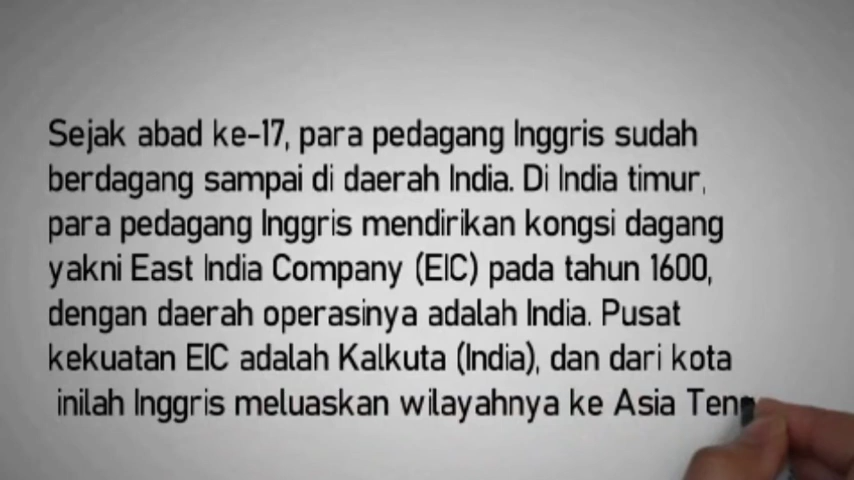 Sejak abad ke-17, para pedagang Inggris sudah
berdagang sampai di daerah India. Di India timur,
para pedagang Inggris mendirikan kongsi dagang
yakni East India Company (EIC) pada tahun 1600,
dengan daerah operasinya adalah India. Pusat
kekuatan EIC adalah Kalkuta (India), dan dari kota
inilah Inggris meluaskan wilayahnya ke Asia